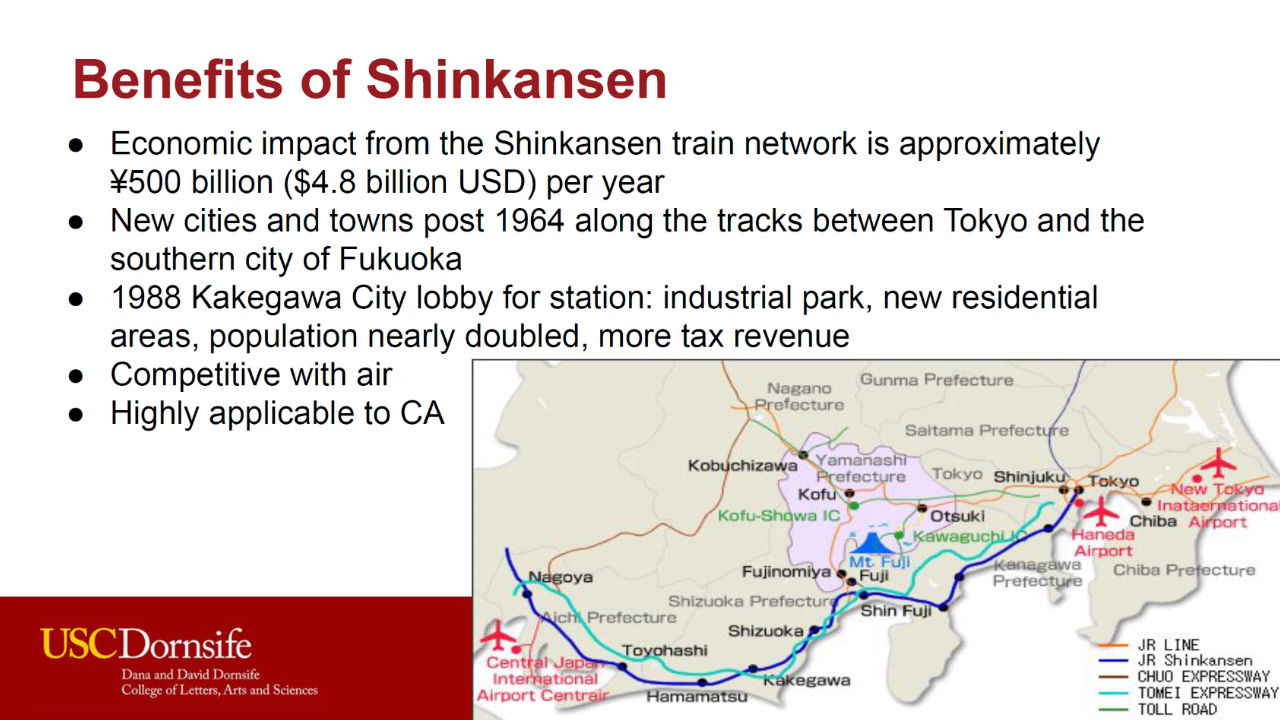 Benefits of Shinkansen
● Economic impact from the Shinkansen train network is approximately
¥500 billion ($4.8 billion USD) per year
● New cities and towns post 1964 along the tracks between Tokyo and the
southern city of Fukuoka
● 1988 Kakegawa City lobby for station: industrial park, new residential
areas, population nearly doubled, more tax revenue
● Competitive with air
● Highly applicable to CA
Nagano
Prefecture
Gunma Prefecture
Saitama Prefecture
Kobuchizawa
Yamanashi
Prefecture
Tokyo
Shinjuku
Tokyo
New Tokyo
Inataernational
Airport
Kofu
Kofu-Showa IC
Otsuki
Chiba
Haneda
Airport
Kawaguchi IC
Mt. Fuji
Kanagawa
Prefecture
Chiba Prefecture
Fujinomiya
Fuji
Nagoya
Shizuoka Prefecture
Shin Fuji
Aichi Prefecture
Shizuoka
Toyohashi
Central Japan
International
Airport Centrair
Kakegawa
Hamamatsu
JR LINE
JR Shinkansen
CHUO EXPRESSWAY
TOMEI EXPRESSWAY
TOLL ROAD
USCDornsife
Dana and David Dornsife
College of Letters, Arts and Sciences